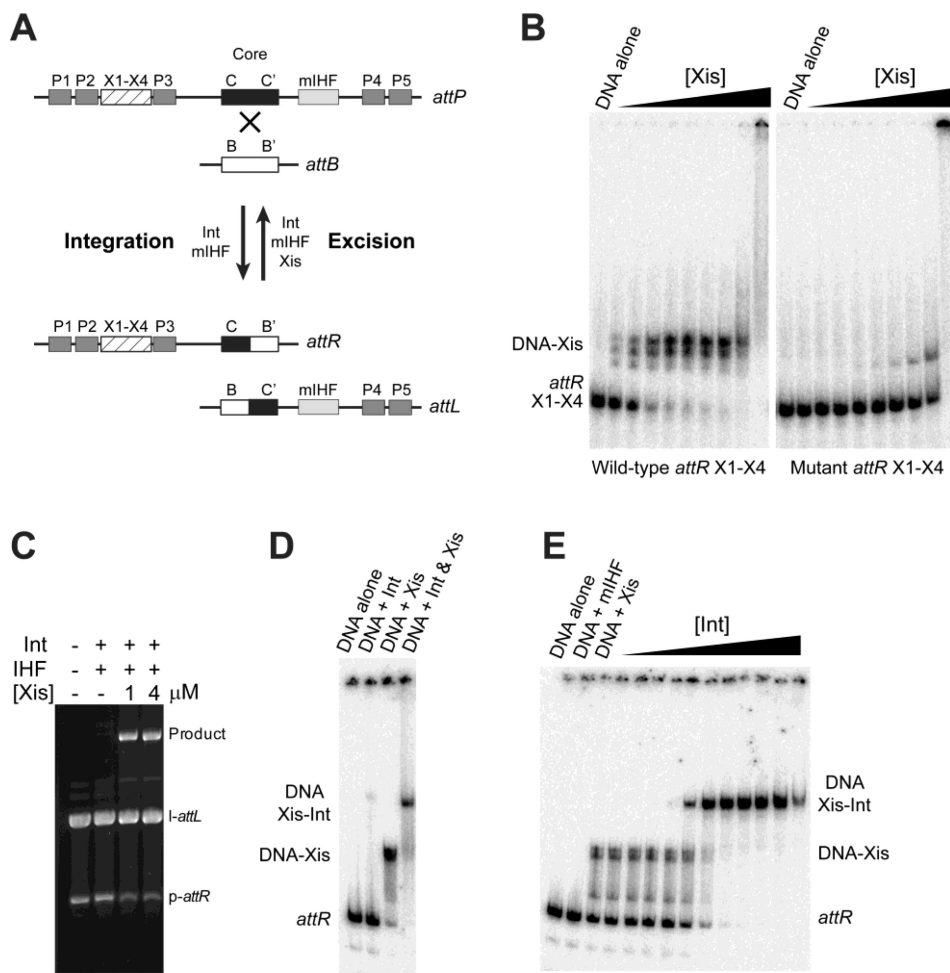 A
Core
P1 P2 X1-X4 P3 C C' mIHF P4 P5
attP
B B'
attB
Integration
Int
mIHF
Int
mIHF
Xis
Excision
P1 P2 X1-X4 P3 C B'
attR
B C' mIHF P4 P5
attL
B
DNA alone
[Xis]
DNA alone
[Xis]
DNA-Xis
attR
X1-X4
Wild-type attR X1-X4
Mutant attR X1-X4
C
Int - + + +
IHF - + + +
[Xis] - - 1 4 μM
Product
l-attL
p-attR
D
DNA alone
DNA + Int
DNA + Xis
DNA + Int & Xis
DNA
Xis-Int
DNA-Xis
attR
E
DNA alone
DNA + mIHF
DNA + Xis
[Int]
DNA
Xis-Int
DNA-Xis
attR